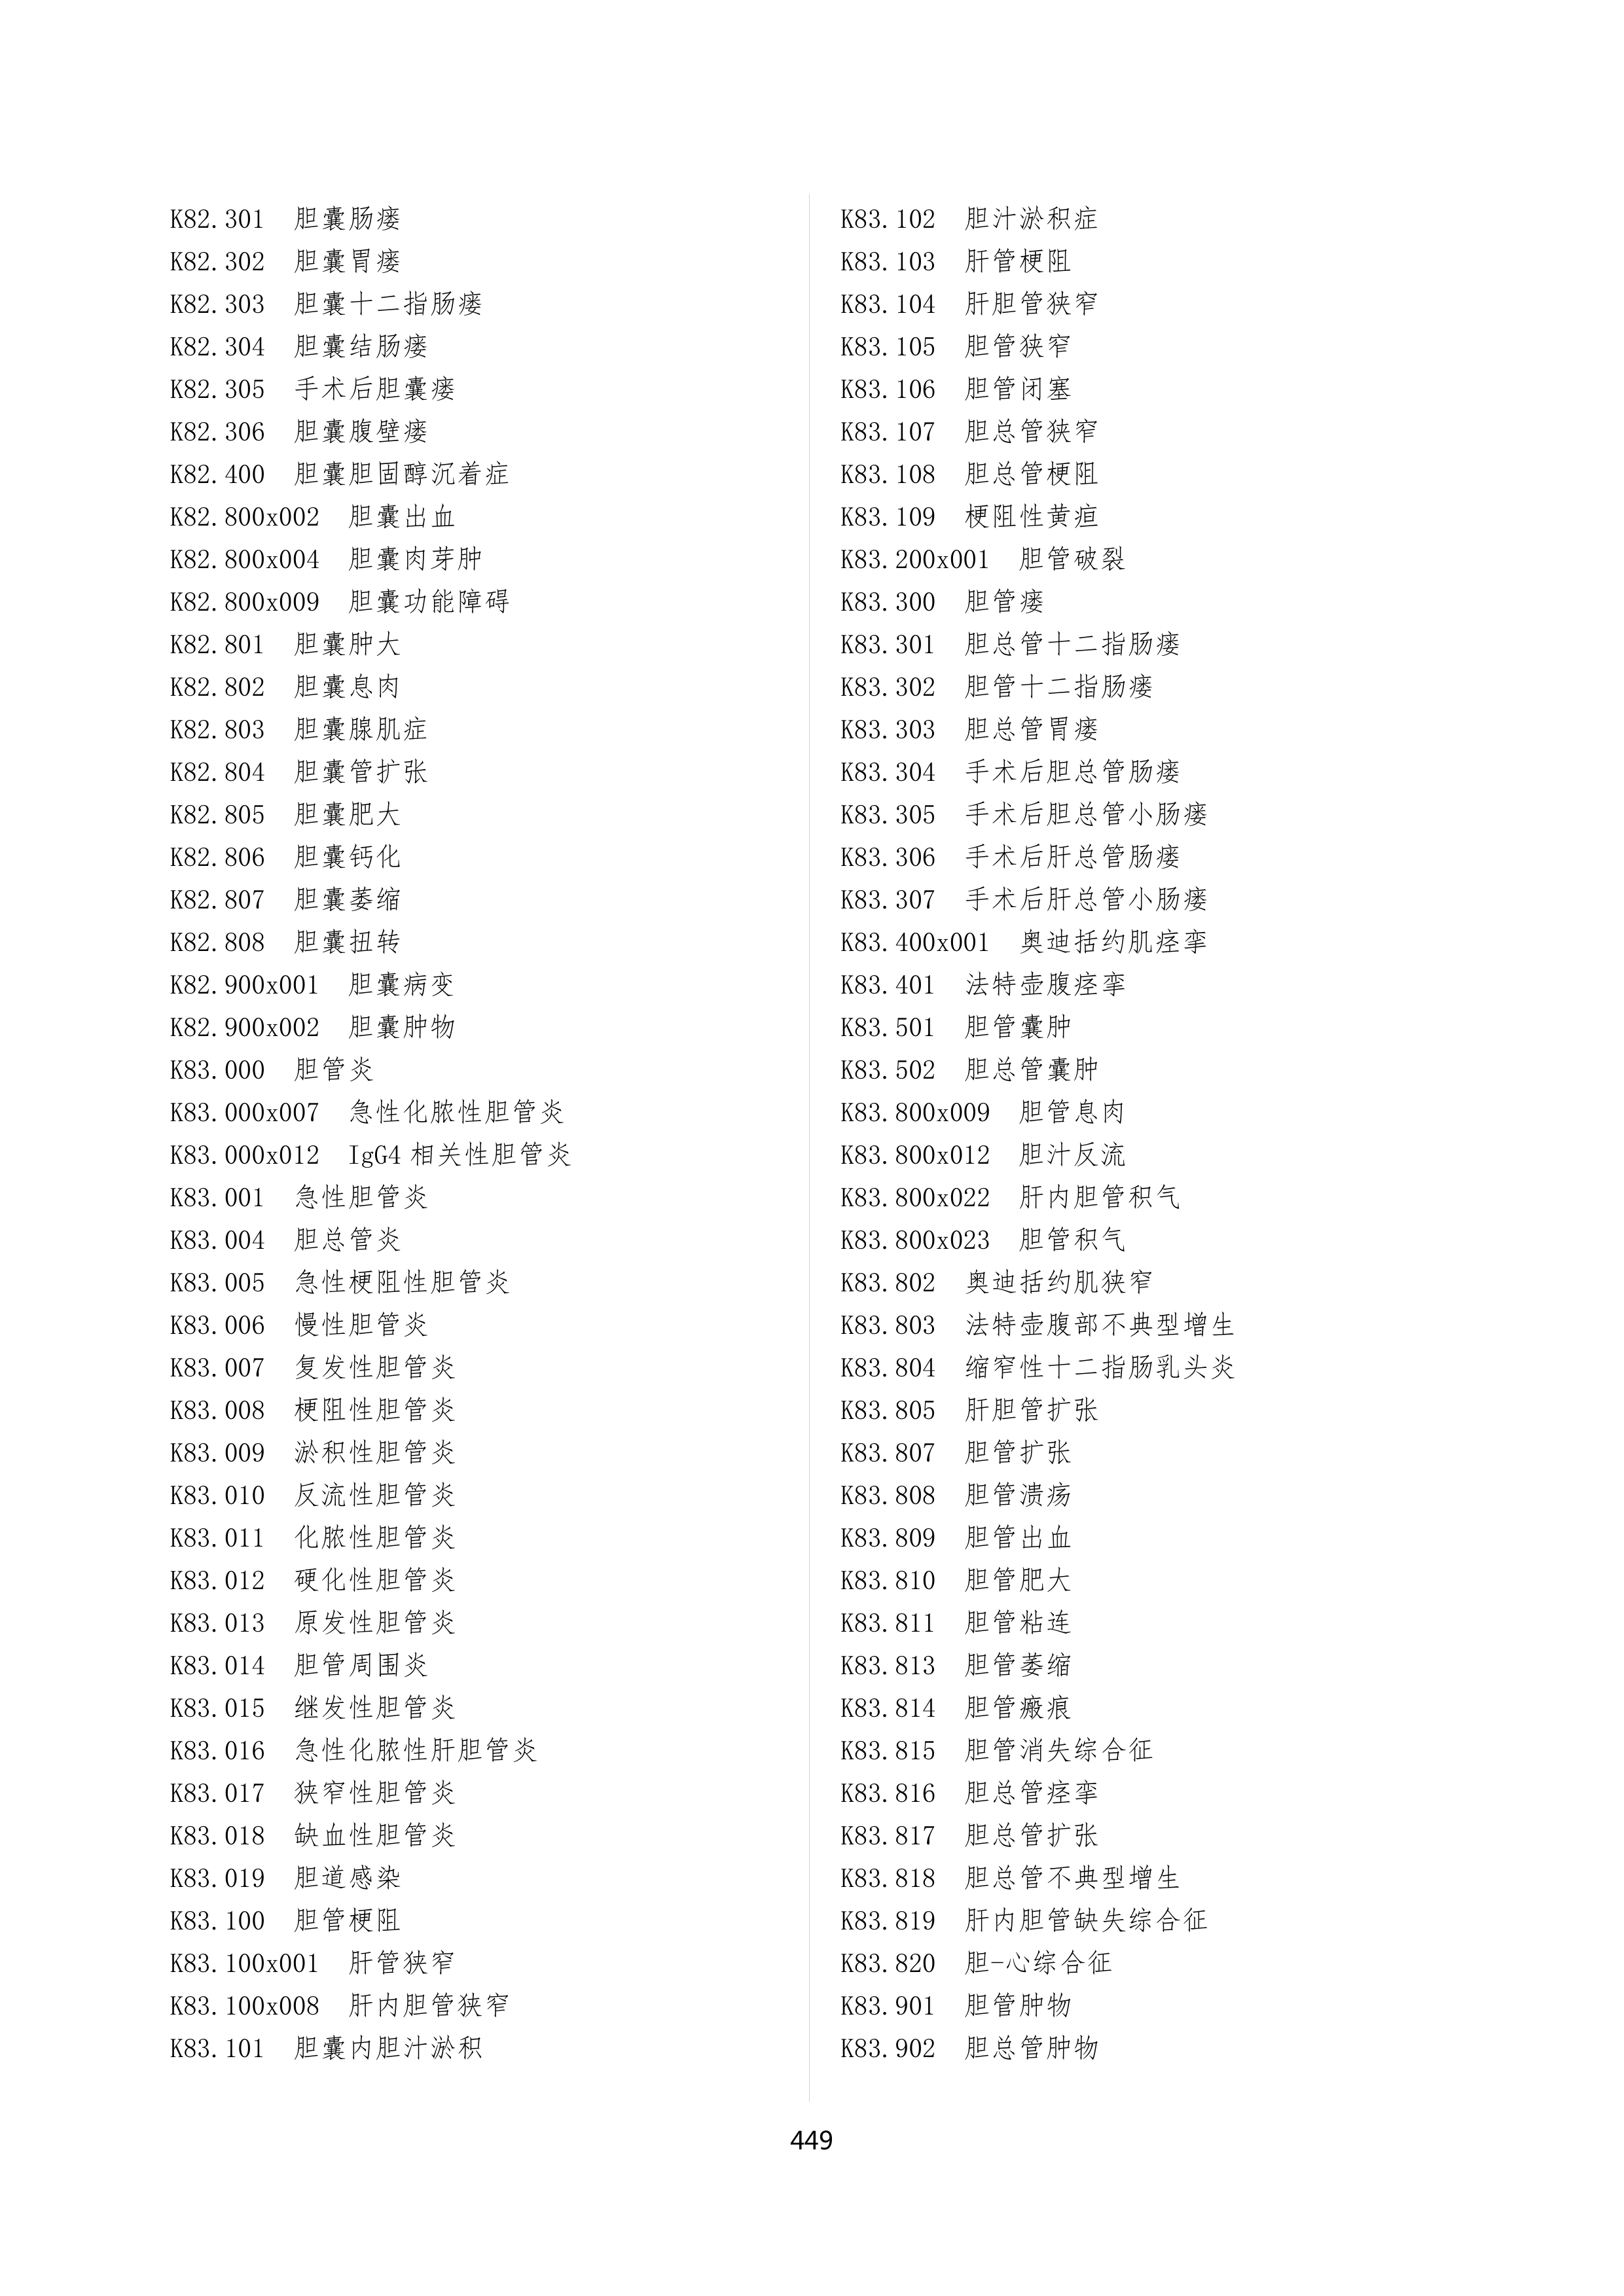 K82.301 胆囊肠瘘
K82.302 胆囊胃瘘
K82.303 胆囊十二指肠瘘
K82.304 胆囊结肠瘘
K82.305 手术后胆囊瘘
K82.306 胆囊腹壁瘘
K82.400 胆囊胆固醇沉着症
K82.800x002 胆囊出血
K82.800x004 胆囊肉芽肿
K82.800x009 胆囊功能障碍
K82.801 胆囊肿大
K82.802 胆囊息肉
K82.803 胆囊腺肌症
K82.804 胆囊管扩张
K82.805 胆囊肥大
K82.806 胆囊钙化
K82.807 胆囊萎缩
K82.808 胆囊扭转
K82.900x001 胆囊病变
K82.900x002 胆囊肿物
K83.000 胆管炎
K83.000x007 急性化脓性胆管炎
K83.000x012 IgG4相关性胆管炎
K83.001 急性胆管炎
K83.004 胆总管炎
K83.005 急性梗阻性胆管炎
K83.006 慢性胆管炎
K83.007 复发性胆管炎
K83.008 梗阻性胆管炎
K83.009 淤积性胆管炎
K83.010 反流性胆管炎
K83.011 化脓性胆管炎
K83.012 硬化性胆管炎
K83.013 原发性胆管炎
K83.014 胆管周围炎
K83.015 继发性胆管炎
K83.016 急性化脓性肝胆管炎
K83.017 狭窄性胆管炎
K83.018 缺血性胆管炎
K83.019 胆道感染
K83.100 胆管梗阻
K83.100x001 肝管狭窄
K83.100x008 肝内胆管狭窄
K83.101 胆囊内胆汁淤积
K83.102 胆汁淤积症
K83.103 肝管梗阻
K83.104 肝胆管狭窄
K83.105 胆管狭窄
K83.106 胆管闭塞
K83.107 胆总管狭窄
K83.108 胆总管梗阻
K83.109 梗阻性黄疸
K83.200x001 胆管破裂
K83.300 胆管瘘
K83.301 胆总管十二指肠瘘
K83.302 胆管十二指肠瘘
K83.303 胆总管胃瘘
K83.304 手术后胆总管肠瘘
K83.305 手术后胆总管小肠瘘
K83.306 手术后肝总管肠瘘
K83.307 手术后肝总管小肠瘘
K83.400x001 奥迪括约肌痉挛
K83.401 法特壶腹痉挛
K83.501 胆管囊肿
K83.502 胆总管囊肿
K83.800x009 胆管息肉
K83.800x012 胆汁反流
K83.800x022 肝内胆管积气
K83.800x023 胆管积气
K83.802 奥迪括约肌狭窄
K83.803 法特壶腹部不典型增生
K83.804 缩窄性十二指肠乳头炎
K83.805 肝胆管扩张
K83.807 胆管扩张
K83.808 胆管溃疡
K83.809 胆管出血
K83.810 胆管肥大
K83.811 胆管粘连
K83.813 胆管萎缩
K83.814 胆管瘢痕
K83.815 胆管消失综合征
K83.816 胆总管痉挛
K83.817 胆总管扩张
K83.818 胆总管不典型增生
K83.819 肝内胆管缺失综合征
K83.820 胆-心综合征
K83.901 胆管肿物
K83.902 胆总管肿物
449